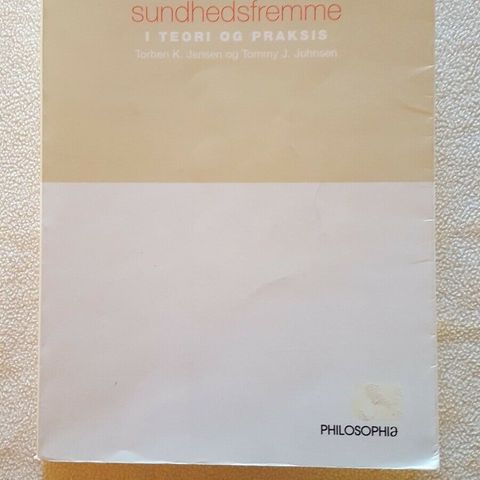 sundhedsfremme
I TEORI OG PRAKSIS
Torben K. Jensen og Tommy J. Johnsen
PHILOSOPHIA